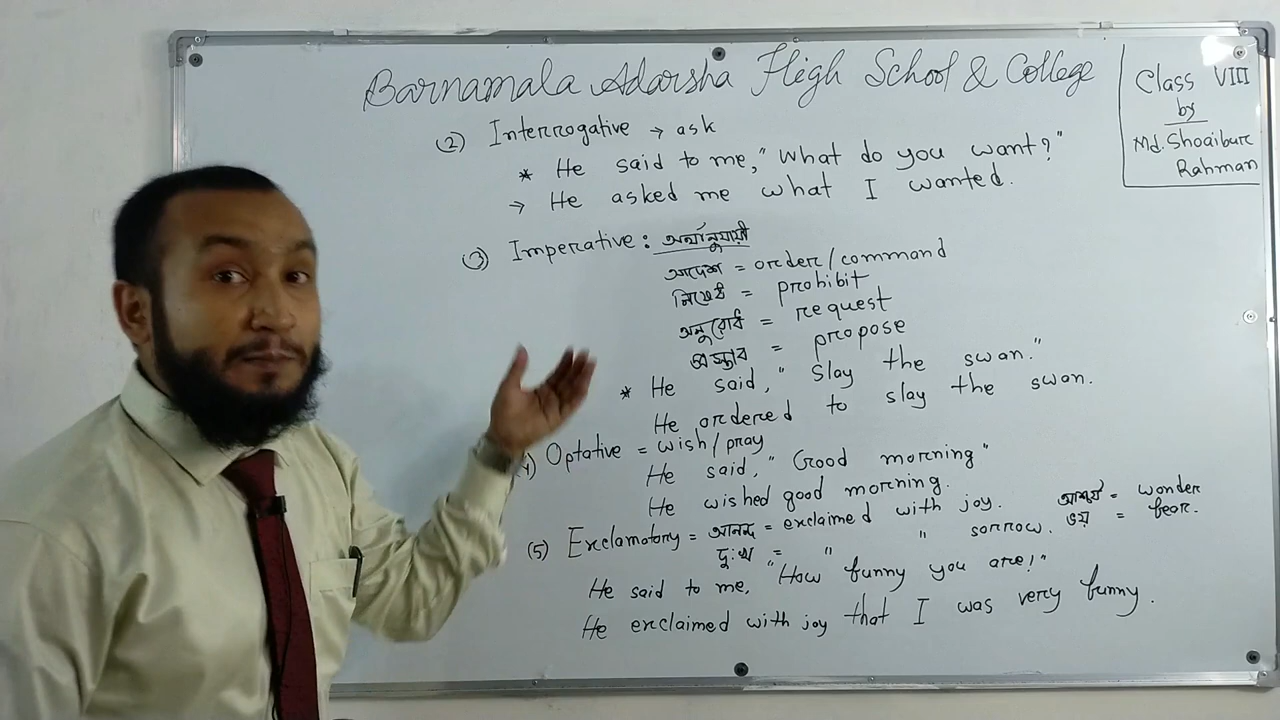 Barnamala Adarsha High School & College
Class VIII
by
Md. Shoaibur
Rahman
(2) Interrogative → ask
* He said to me, "What do you want?"
→ He asked me what I wanted.
(3) Imperative: অর্থানুযায়ী
আদেশ = order/command
নিষেধ = prohibit
অনুরোধ = request
প্রস্তাব = propose
* He said, "Slay the swan."
He ordered to slay the swan.
4) Optative = wish/pray
He said, "Good morning"
He wished good morning.
(5) Exclamatory = আনন্দ = exclaimed with joy. আশ্চর্য = wonder
দু:খ = " " sorrow. ভয় = fear.
He said to me, "How funny you are!"
He exclaimed with joy that I was very funny.